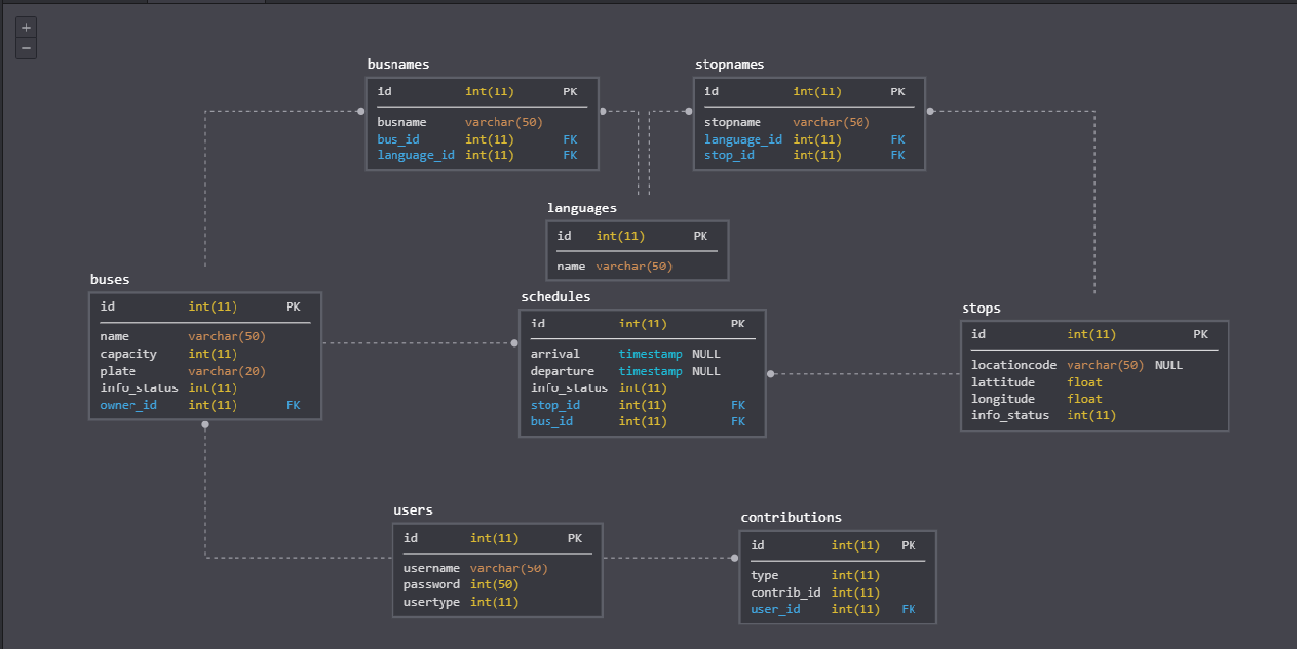 +
−
busnames
id int(11) PK
busname varchar(50)
bus_id int(11) FK
language_id int(11) FK
stopnames
id int(11) PK
stopname varchar(50)
language_id int(11) FK
stop_id int(11) FK
languages
id int(11) PK
name varchar(50)
buses
id int(11) PK
name varchar(50)
capacity int(11)
plate varchar(20)
info_status int(11)
owner_id int(11) FK
schedules
id int(11) PK
arrival timestamp NULL
departure timestamp NULL
info_status int(11)
stop_id int(11) FK
bus_id int(11) FK
stops
id int(11) PK
locationcode varchar(50) NULL
lattitude float
longitude float
info_status int(11)
users
id int(11) PK
username varchar(50)
password int(50)
usertype int(11)
contributions
id int(11) PK
type int(11)
contrib_id int(11)
user_id int(11) FK